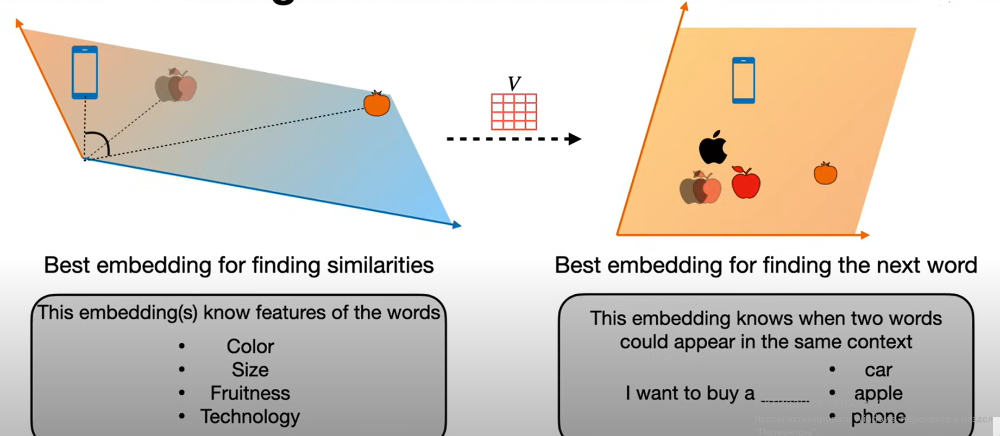 V
Best embedding for finding similarities
Best embedding for finding the next word
This embedding(s) know features of the words
• Color
• Size
• Fruitness
• Technology
This embedding knows when two words
could appear in the same context
I want to buy a ____
• car
• apple
• phone
Активация Windows
Чтобы активировать Windows, перейдите в раздел
"Параметры".